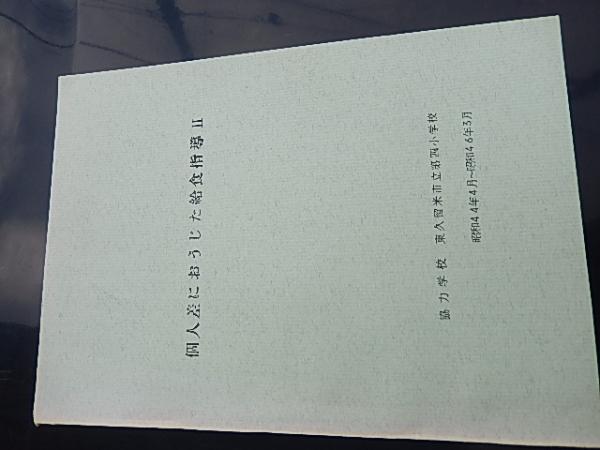 個人差におうじた給食指導 II
協力学校 東久留米市立第四小学校
昭和44年4月~昭和46年3月